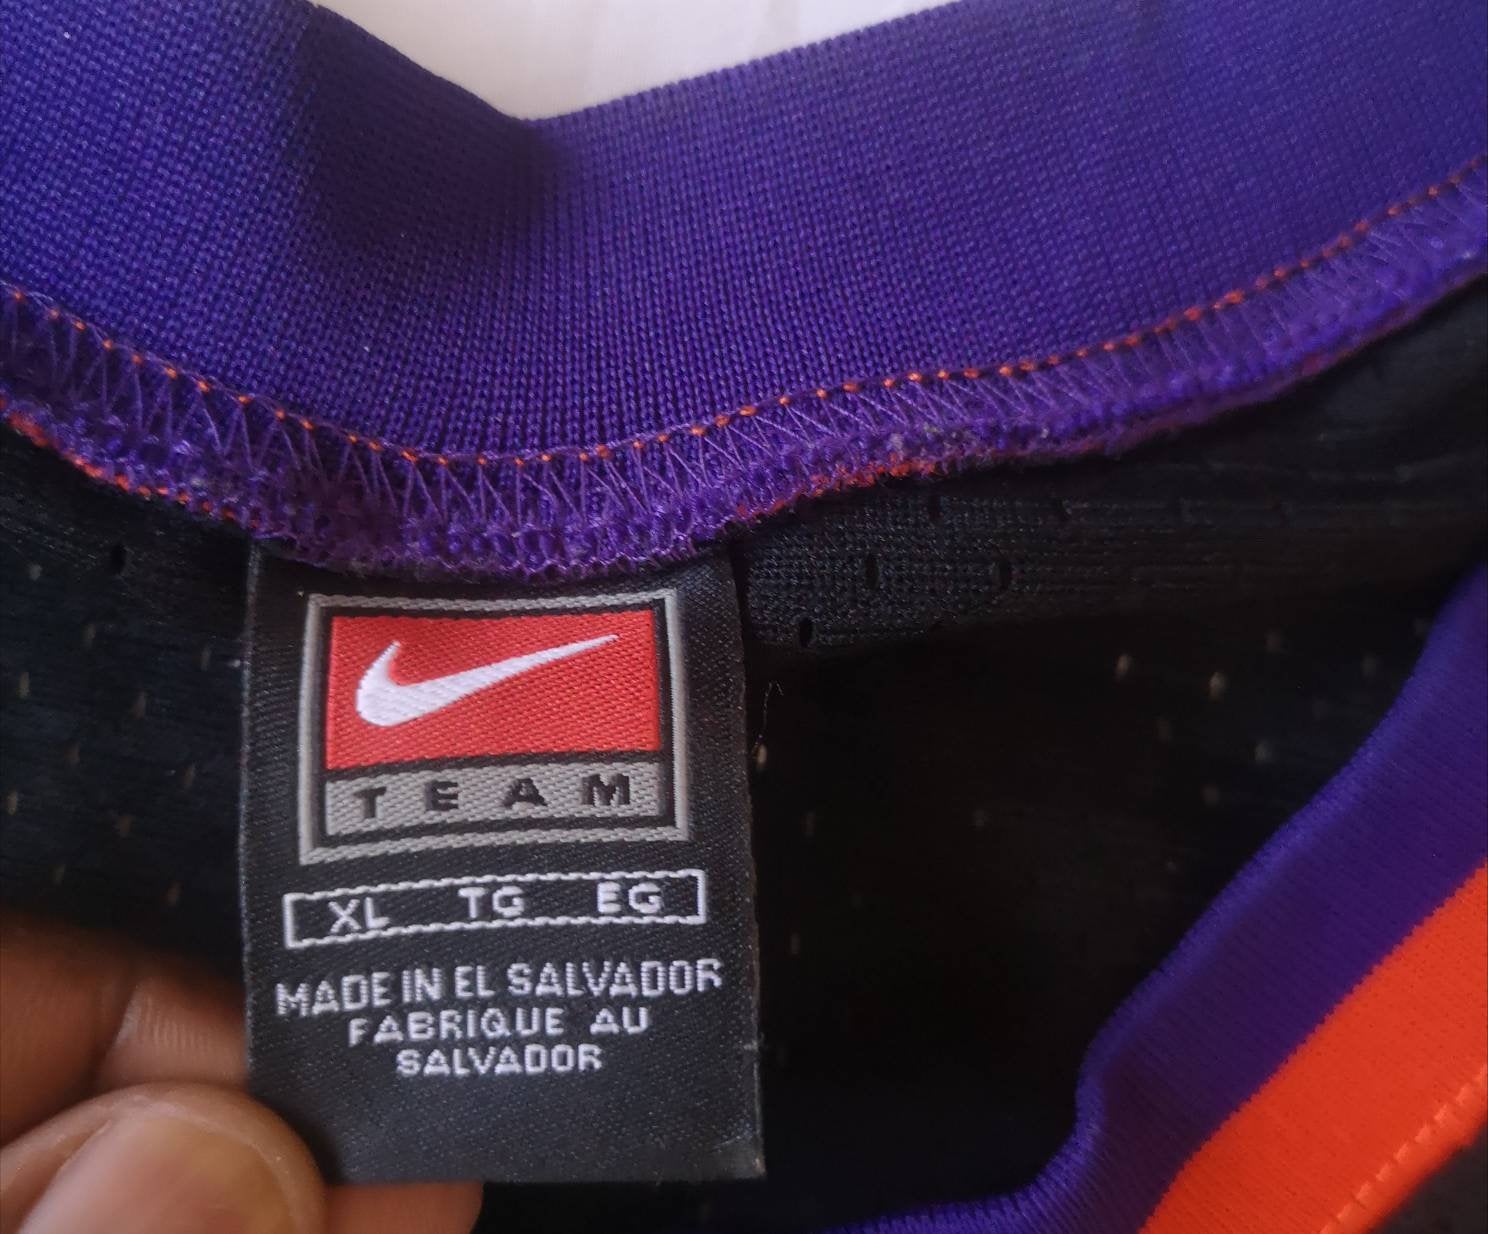 TEAM
XL TG EG
MADE IN EL SALVADOR
FABRIQUE AU
SALVADOR